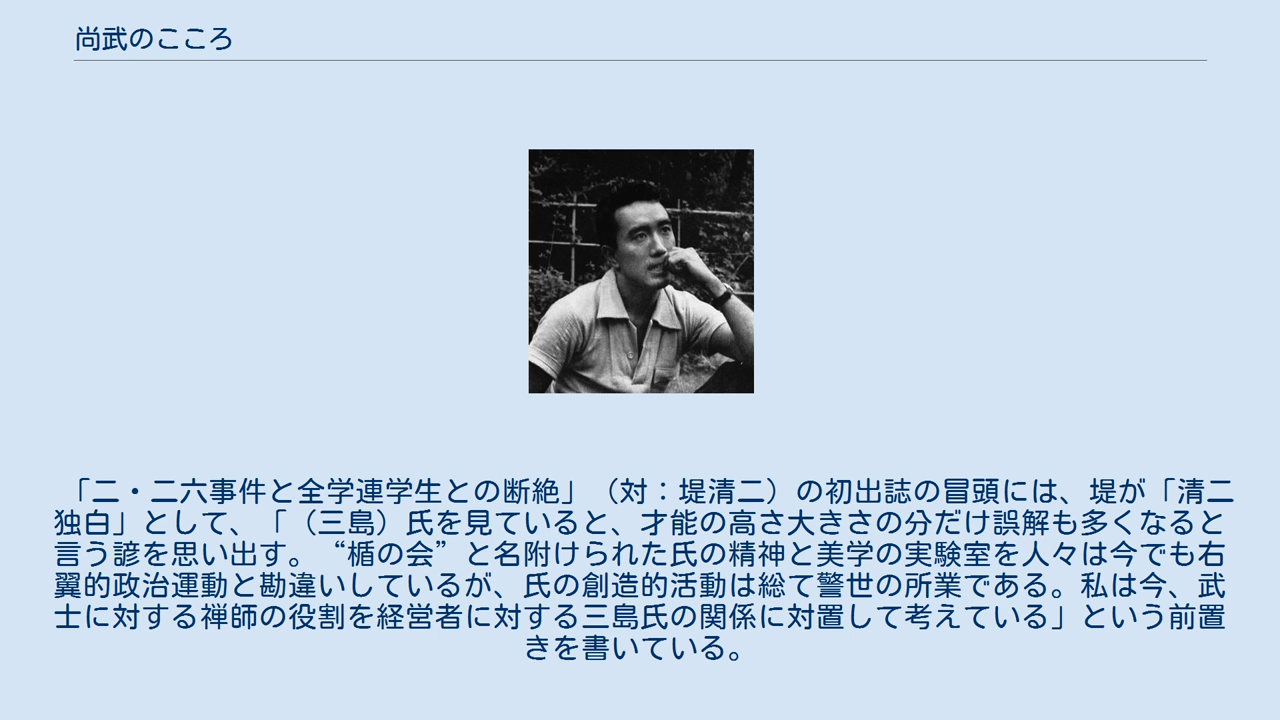 尚武のこころ
「二・二六事件と全学連学生との断絶」（対：堤清二）の初出誌の冒頭には、堤が「清二
独白」として、「（三島）氏を見ていると、才能の高さ大きさの分だけ誤解も多くなると
言う諺を思い出す。“楯の会”と名附けられた氏の精神と美学の実験室を人々は今でも右
翼的政治運動と勘違いしているが、氏の創造的活動は総て警世の所業である。私は今、武
士に対する禅師の役割を経営者に対する三島氏の関係に対置して考えている」という前置
きを書いている。